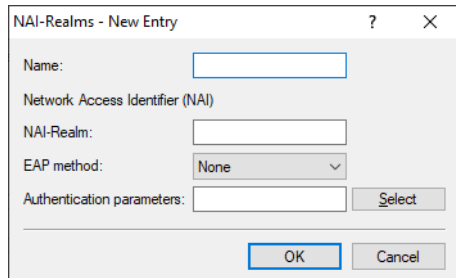 NAI-Realms - New Entry ? ×
Name:
Network Access Identifier (NAI)
NAI-Realm:
EAP method: None
Authentication parameters: Select
OK Cancel